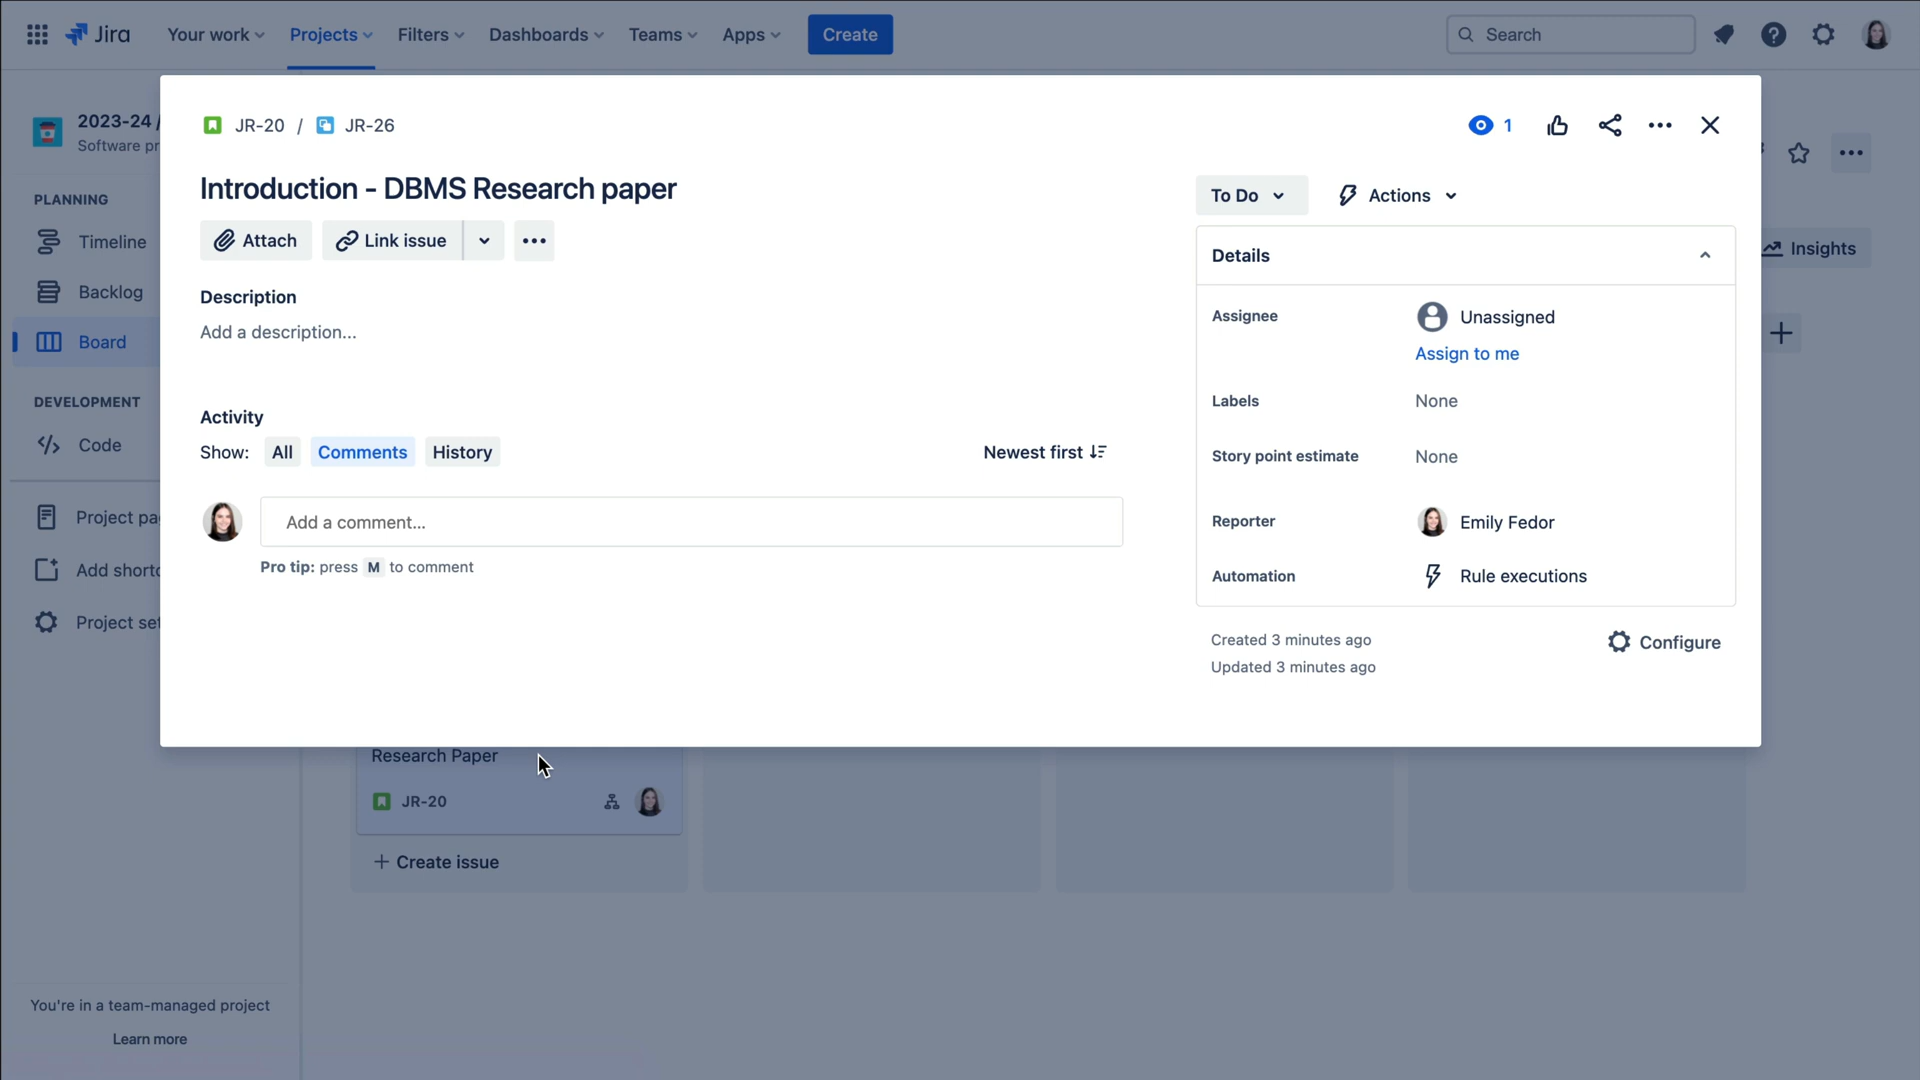 Jira
Your work
Projects
Filters
Dashboards
Teams
Apps
Create
Search
2023-24 /
Software pr
PLANNING
Timeline
Backlog
Board
DEVELOPMENT
Code
Project pa
Add shortc
Project set
You're in a team-managed project
Learn more
JR-20 / JR-26
1
Introduction - DBMS Research paper
Attach
Link issue
Description
Add a description...
Activity
Show: All Comments History
Newest first
Add a comment...
Pro tip: press M to comment
To Do
Actions
Details
Assignee
Unassigned
Assign to me
Labels
None
Story point estimate
None
Reporter
Emily Fedor
Automation
Rule executions
Created 3 minutes ago
Updated 3 minutes ago
Configure
Insights
Research Paper
JR-20
+ Create issue